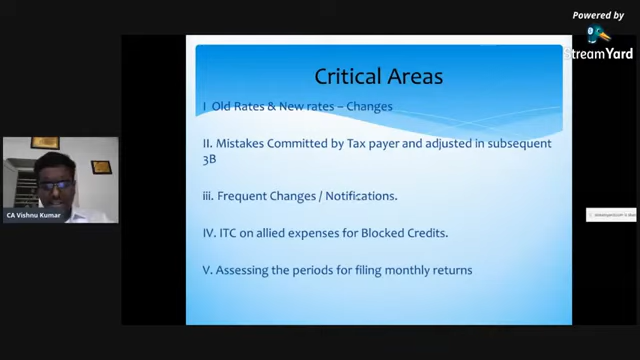 Powered by
StreamYard
Critical Areas
I Old Rates & New rates – Changes
II. Mistakes Committed by Tax payer and adjusted in subsequent
3B
iii. Frequent Changes / Notifications.
IV. ITC on allied expenses for Blocked Credits.
V. Assessing the periods for filing monthly returns
CA Vishnu Kumar